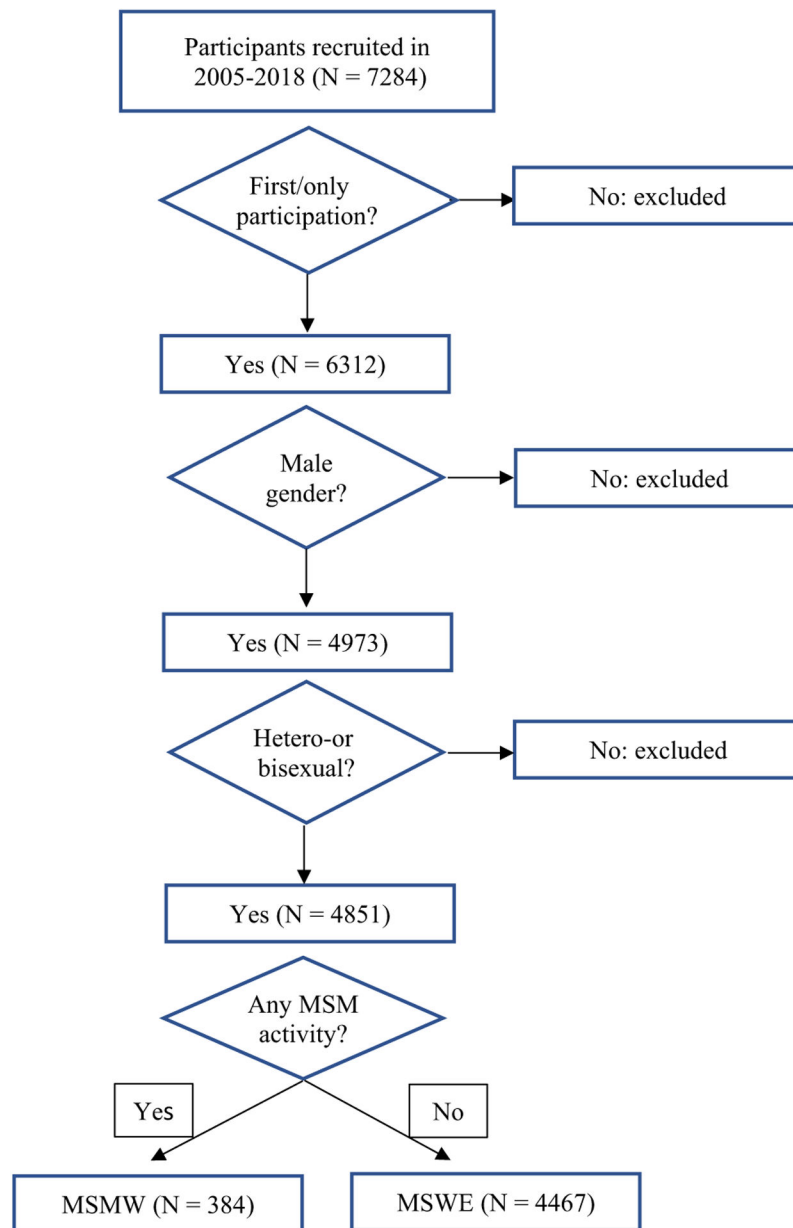 Participants recruited in
2005-2018 (N = 7284)
First/only
participation?
No: excluded
Yes (N = 6312)
Male
gender?
No: excluded
Yes (N = 4973)
Hetero-or
bisexual?
No: excluded
Yes (N = 4851)
Any MSM
activity?
Yes
No
MSMW (N = 384)
MSWE (N = 4467)